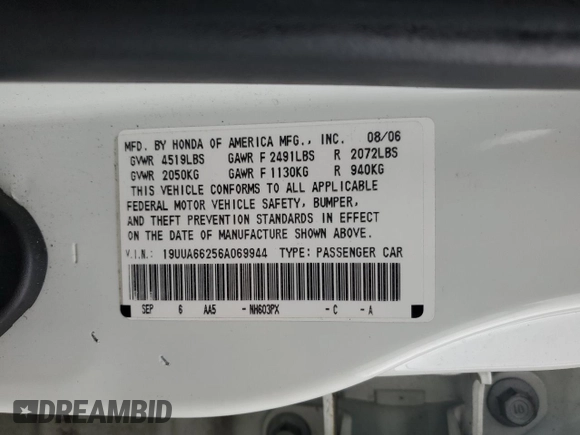 MFD. BY HONDA OF AMERICA MFG., INC. 08/06
GVWR 4519LBS GAWR F 2491LBS R 2072LBS
GVWR 2050KG GAWR F 1130KG R 940KG
THIS VEHICLE CONFORMS TO ALL APPLICABLE
FEDERAL MOTOR VEHICLE SAFETY, BUMPER,
AND THEFT PREVENTION STANDARDS IN EFFECT
ON THE DATE OF MANUFACTURE SHOWN ABOVE.
V.I.N.: 19UUA66256A069944 TYPE: PASSENGER CAR
SEP 6 AA5 -NH603PX -C -A
DREAMBID